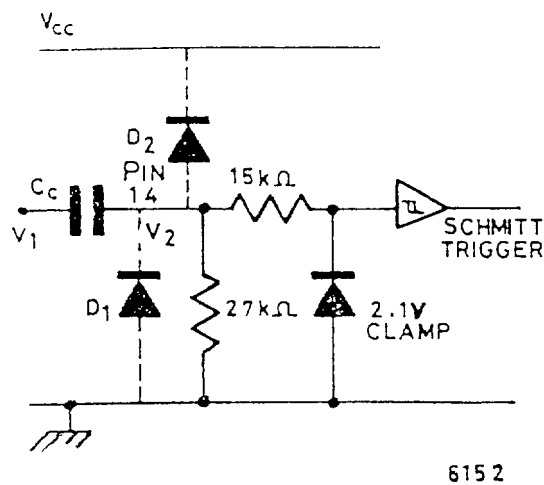 VCC
D2
PIN
14
CC
V1
V2
15kΩ
SCHMITT
TRIGGER
D1
27kΩ
2.1V
CLAMP
6152